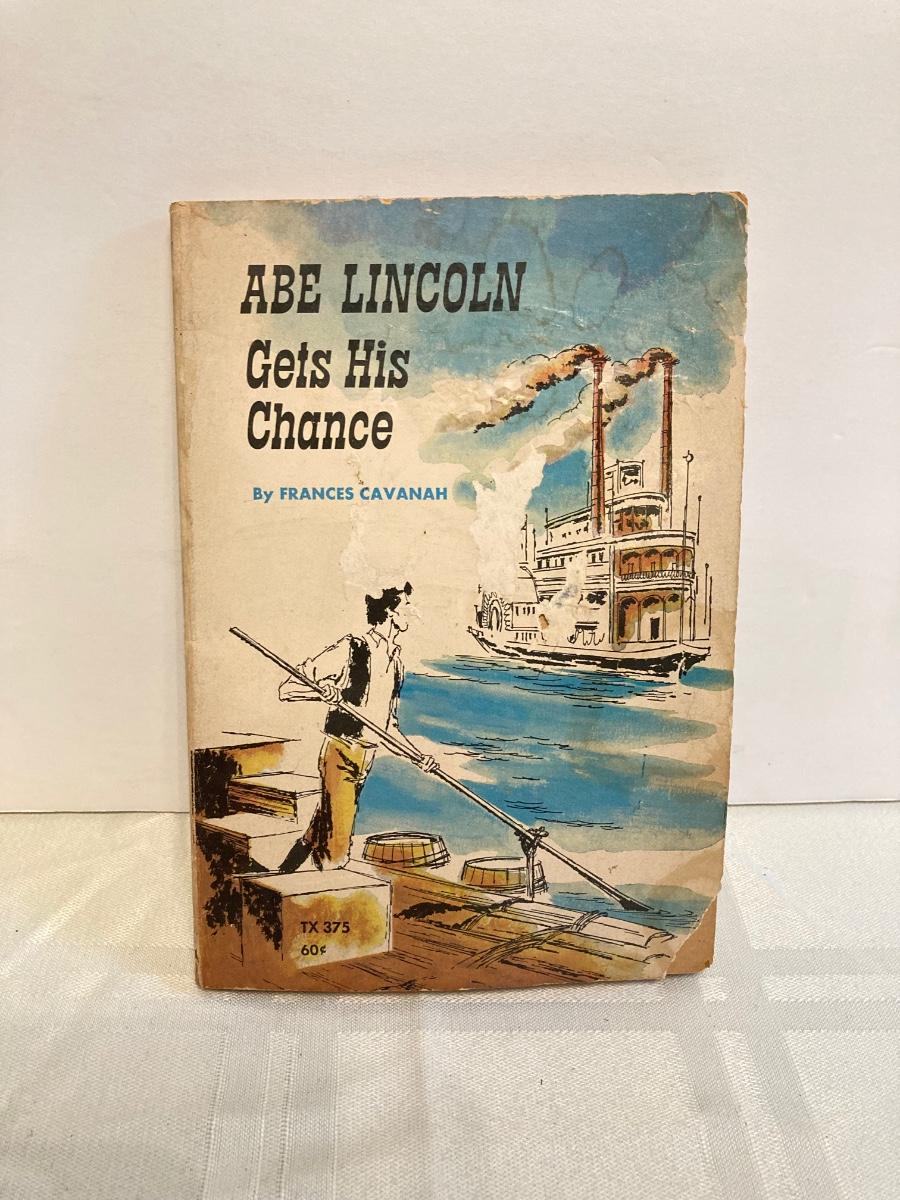 ABE LINCOLN
Gets His
Chance
By FRANCES CAVANAH
TX 375
60¢